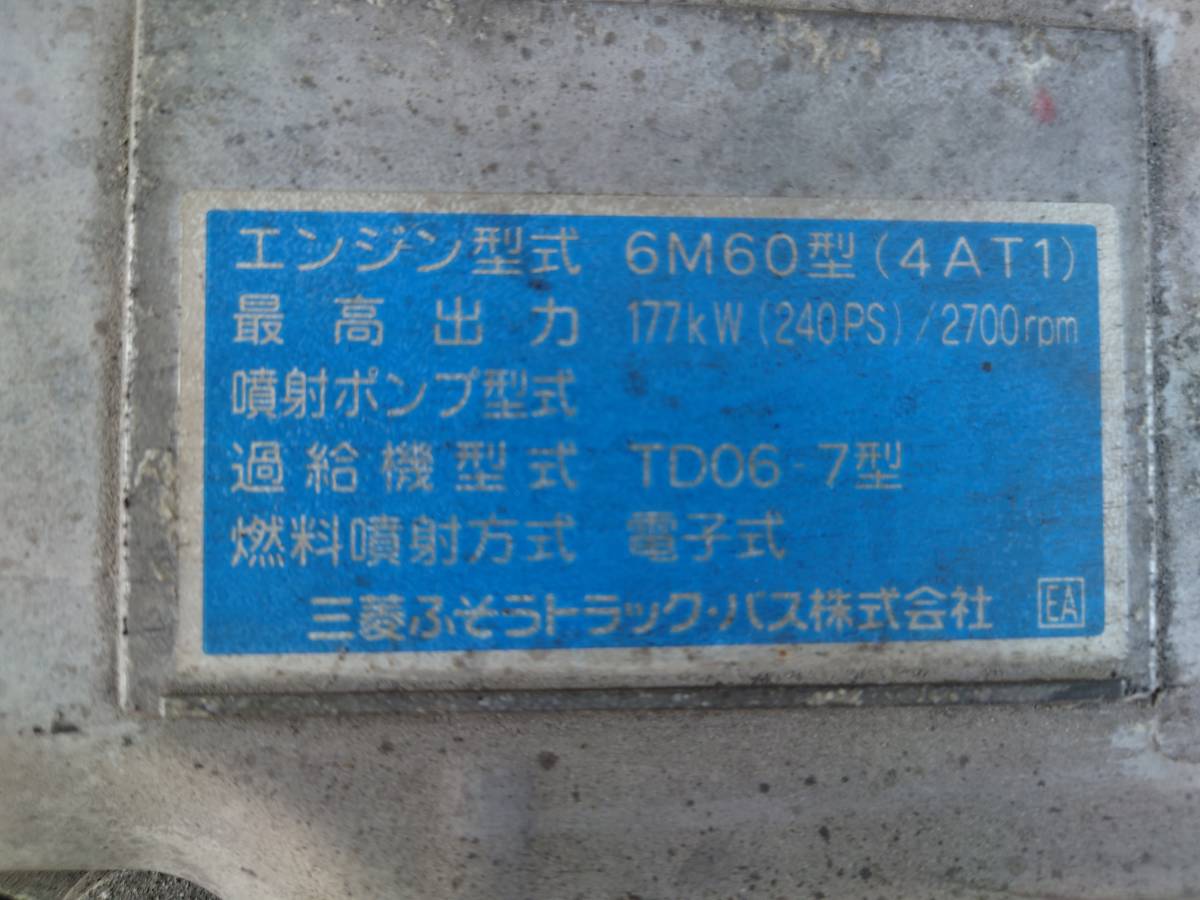 エンジン型式 6M60型(4AT1)
最高出力 177kW(240PS)/2700rpm
噴射ポンプ型式
過給機型式 TD06-7型
燃料噴射方式 電子式
三菱ふそうトラック・バス株式会社 EA